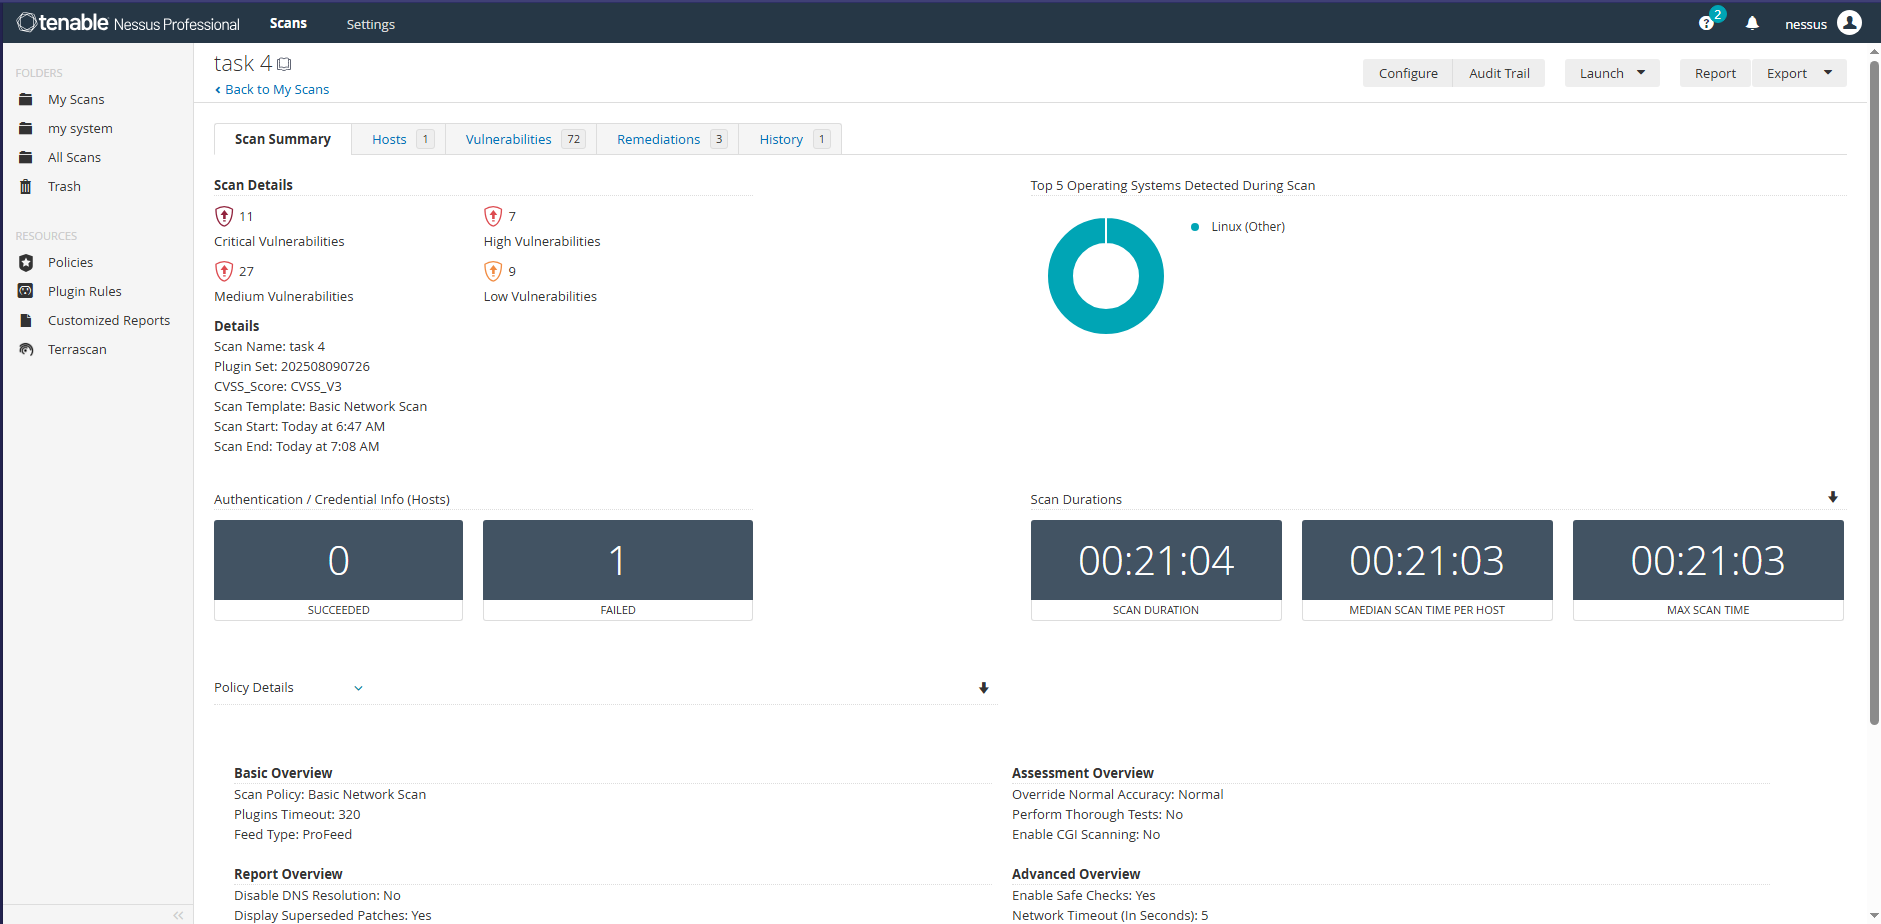 tenable Nessus Professional
Scans
Settings
2
nessus
FOLDERS
My Scans
my system
All Scans
Trash
RESOURCES
Policies
Plugin Rules
Customized Reports
Terrascan
task 4
Back to My Scans
Configure
Audit Trail
Launch
Report
Export
Scan Summary
Hosts 1
Vulnerabilities 72
Remediations 3
History 1
Scan Details
11
Critical Vulnerabilities
7
High Vulnerabilities
27
Medium Vulnerabilities
9
Low Vulnerabilities
Details
Scan Name: task 4
Plugin Set: 202508090726
CVSS_Score: CVSS_V3
Scan Template: Basic Network Scan
Scan Start: Today at 6:47 AM
Scan End: Today at 7:08 AM
Top 5 Operating Systems Detected During Scan
Linux (Other)
Authentication / Credential Info (Hosts)
0
SUCCEEDED
1
FAILED
Scan Durations
00:21:04
SCAN DURATION
00:21:03
MEDIAN SCAN TIME PER HOST
00:21:03
MAX SCAN TIME
Policy Details
Basic Overview
Scan Policy: Basic Network Scan
Plugins Timeout: 320
Feed Type: ProFeed
Assessment Overview
Override Normal Accuracy: Normal
Perform Thorough Tests: No
Enable CGI Scanning: No
Report Overview
Disable DNS Resolution: No
Display Superseded Patches: Yes
Advanced Overview
Enable Safe Checks: Yes
Network Timeout (In Seconds): 5